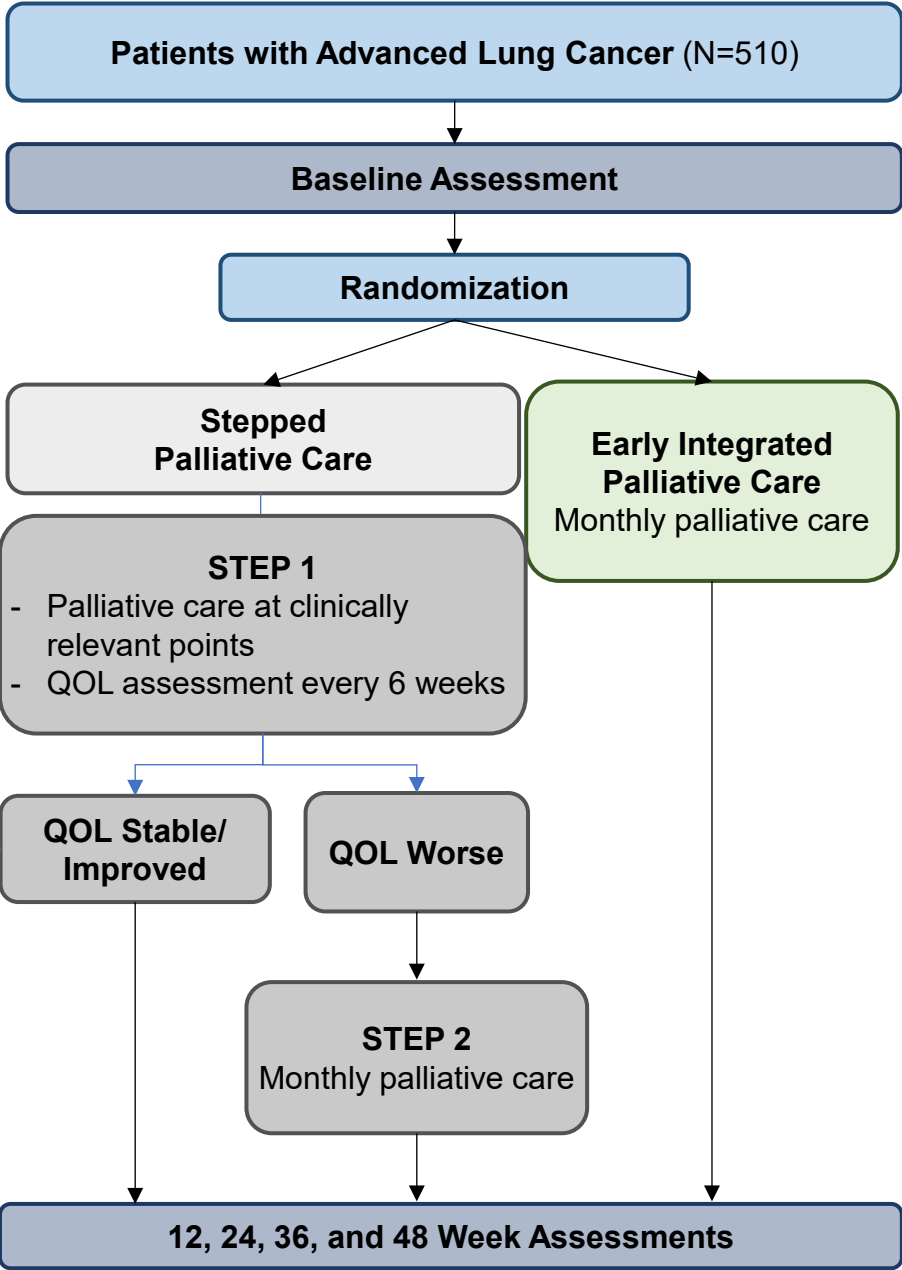 Patients with Advanced Lung Cancer (N=510)
Baseline Assessment
Randomization
Stepped
Palliative Care
Early Integrated
Palliative Care
Monthly palliative care
STEP 1
- Palliative care at clinically
relevant points
- QOL assessment every 6 weeks
QOL Stable/
Improved
QOL Worse
STEP 2
Monthly palliative care
12, 24, 36, and 48 Week Assessments